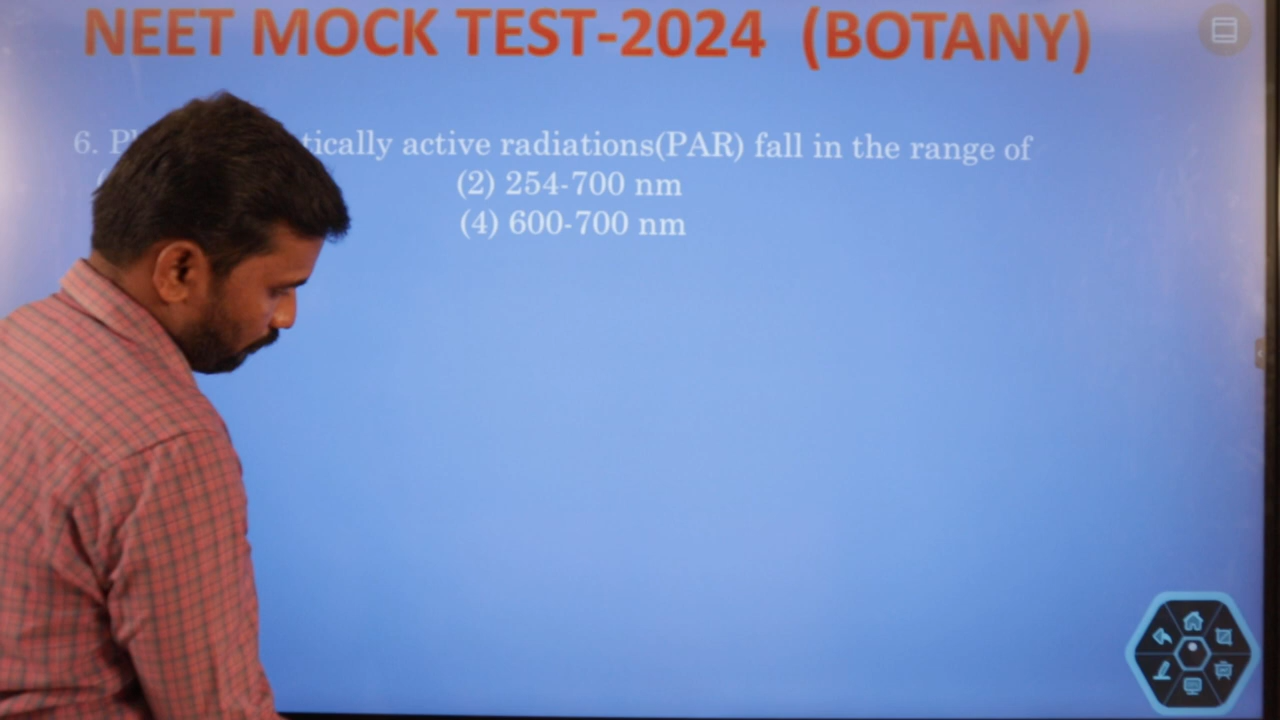 NEET MOCK TEST-2024 (BOTANY)
6. tically active radiations(PAR) fall in the range of
(2) 254-700 nm
(4) 600-700 nm